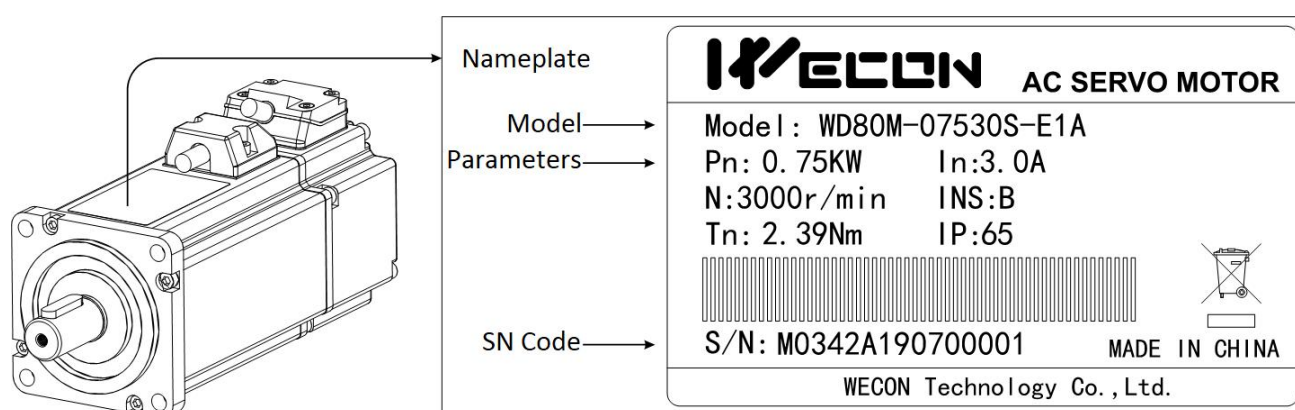 Nameplate
WECON AC SERVO MOTOR
Model
Model: WD80M-07530S-E1A
Parameters
Pn: 0.75KW In:3.0A
N:3000r/min INS:B
Tn: 2.39Nm IP:65
SN Code
S/N: M0342A190700001 MADE IN CHINA
WECON Technology Co.,Ltd.